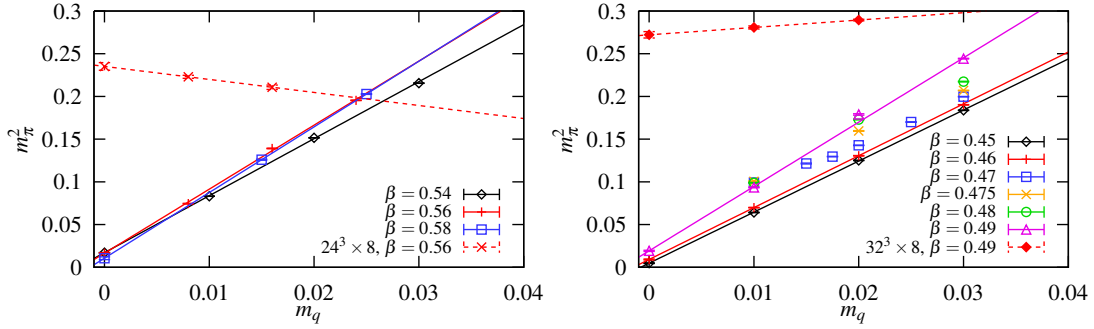 0.3
0.25
0.2
0.15
0.1
0.05
0
m_π^2
β = 0.54
β = 0.56
β = 0.58
24^3 × 8, β = 0.56
0 0.01 0.02 0.03 0.04
m_q
0.3
0.25
0.2
0.15
0.1
0.05
0
m_π^2
β = 0.45
β = 0.46
β = 0.47
β = 0.475
β = 0.48
β = 0.49
32^3 × 8, β = 0.49
0 0.01 0.02 0.03 0.04
m_q